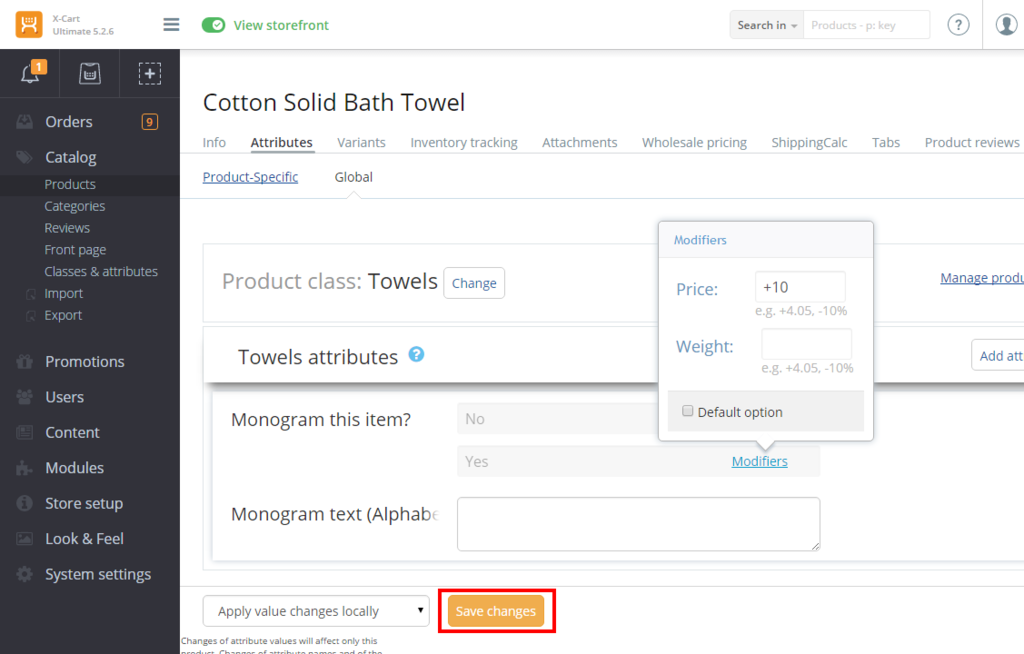 X-Cart
Ultimate 5.2.6
View storefront
Search in
Products - p: key
?
1
Orders 9
Catalog
Products
Categories
Reviews
Front page
Classes & attributes
Import
Export
Promotions
Users
Content
Modules
Store setup
Look & Feel
System settings
Cotton Solid Bath Towel
Info Attributes Variants Inventory tracking Attachments Wholesale pricing ShippingCalc Tabs Product reviews
Product-Specific Global
Product class: Towels Change
Manage produ
Towels attributes ?
Add att
Modifiers
Price: +10
e.g. +4.05, -10%
Weight:
e.g. +4.05, -10%
Default option
Monogram this item? No
Yes Modifiers
Monogram text (Alphabe
Apply value changes locally
Save changes
Changes of attribute values will affect only this
product. Changes of attribute names and of the